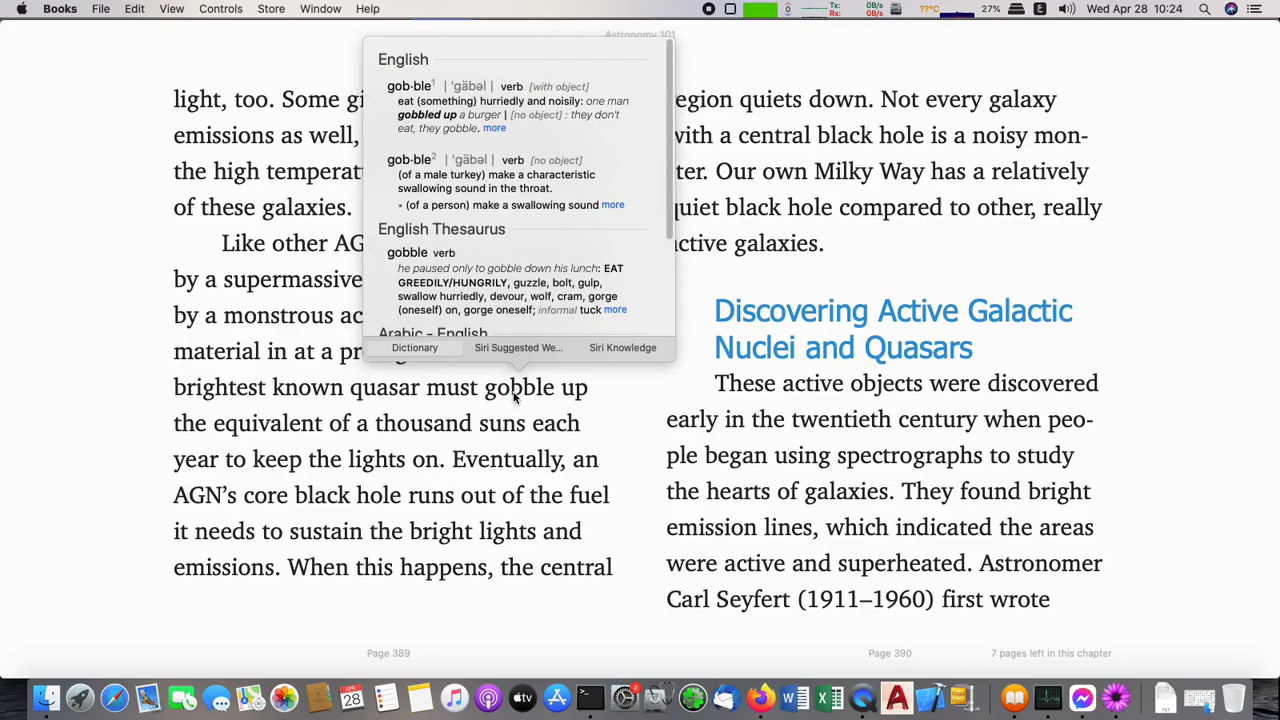 Books File Edit View Controls Store Window Help
Tx: 0B/s
Rx: 0B/s
??°C
27%
Wed Apr 28 10:24
Astronomy 101
light, too. Some gi
emissions as well,
the high temperat
of these galaxies.
Like other AG
by a supermassive
by a monstrous ac
brightest known quasar must gobble up
the equivalent of a thousand suns each
year to keep the lights on. Eventually, an
AGN's core black hole runs out of the fuel
it needs to sustain the bright lights and
emissions. When this happens, the central
Page 389
English
gob·ble1 | ˈɡäbəl | verb [with object]
eat (something) hurriedly and noisily: one man
gobbled up a burger | [no object] : they don't
eat, they gobble. more
gob·ble2 | ˈɡäbəl | verb [no object]
(of a male turkey) make a characteristic
swallowing sound in the throat.
• (of a person) make a swallowing sound more
English Thesaurus
gobble verb
he paused only to gobble down his lunch: EAT
GREEDILY/HUNGRILY, guzzle, bolt, gulp,
swallow hurriedly, devour, wolf, cram, gorge
(oneself) on, gorge oneself; informal tuck more
Arabic - English
Dictionary Siri Suggested We... Siri Knowledge
material in at a
region quiets down. Not every galaxy
with a central black hole is a noisy mon-
ter. Our own Milky Way has a relatively
quiet black hole compared to other, really
active galaxies.
Discovering Active Galactic
Nuclei and Quasars
These active objects were discovered
early in the twentieth century when peo-
ple began using spectrographs to study
the hearts of galaxies. They found bright
emission lines, which indicated the areas
were active and superheated. Astronomer
Carl Seyfert (1911–1960) first wrote
Page 390
7 pages left in this chapter